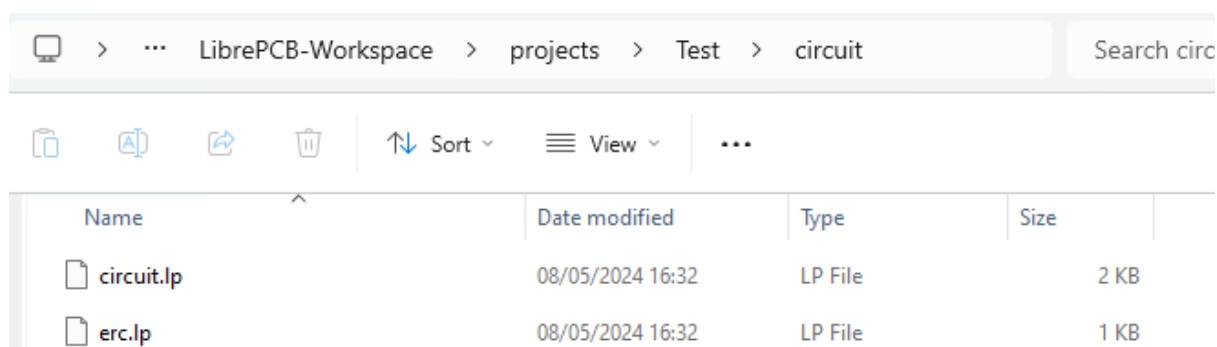 > ... LibrePCB-Workspace > projects > Test > circuit Search circ
Sort View ...
Name Date modified Type Size
circuit.lp 08/05/2024 16:32 LP File 2 KB
erc.lp 08/05/2024 16:32 LP File 1 KB